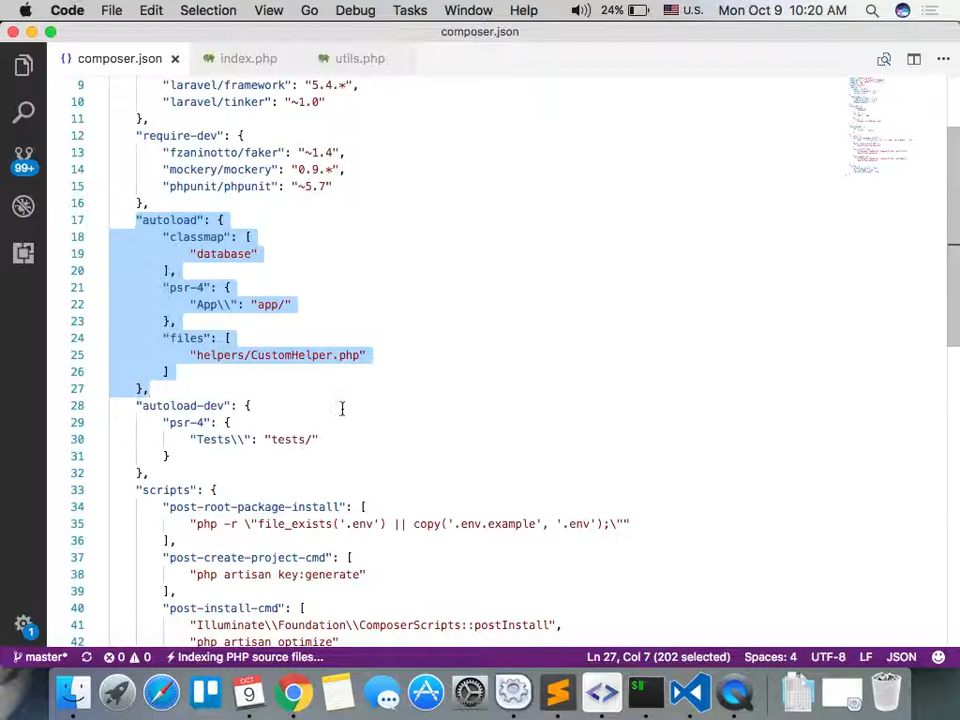 Code File Edit Selection View Go Debug Tasks Window Help 24% U.S. Mon Oct 9 10:20 AM
composer.json
{ } composer.json × index.php utils.php
9 "laravel/framework": "5.4.*",
10 "laravel/tinker": "~1.0"
11 },
12 "require-dev": {
13 "fzaninotto/faker": "~1.4",
14 "mockery/mockery": "0.9.*",
15 "phpunit/phpunit": "~5.7"
16 },
17 "autoload": {
18 "classmap": [
19 "database"
20 ],
21 "psr-4": {
22 "App\\": "app/"
23 },
24 "files": [
25 "helpers/CustomHelper.php"
26 ]
27 },
28 "autoload-dev": {
29 "psr-4": {
30 "Tests\\": "tests/"
31 }
32 },
33 "scripts": {
34 "post-root-package-install": [
35 "php -r \"file_exists('.env') || copy('.env.example', '.env');\""
36 ],
37 "post-create-project-cmd": [
38 "php artisan key:generate"
39 ],
40 "post-install-cmd": [
41 "Illuminate\\Foundation\\ComposerScripts::postInstall",
42 "php artisan optimize"
99+
1
master* 0 0 Indexing PHP source files... Ln 27, Col 7 (202 selected) Spaces: 4 UTF-8 LF JSON
OCT
9